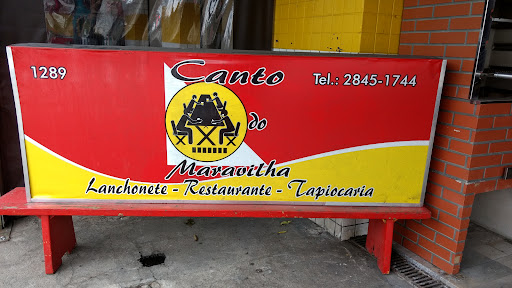 1289
Canto
Tel.: 2845-1744
do
Maravilha
Lanchonete - Restaurante - Tapiocaria